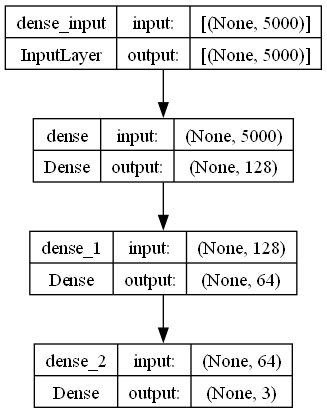 dense_input input: [(None, 5000)]
InputLayer output: [(None, 5000)]
dense input: (None, 5000)
Dense output: (None, 128)
dense_1 input: (None, 128)
Dense output: (None, 64)
dense_2 input: (None, 64)
Dense output: (None, 3)